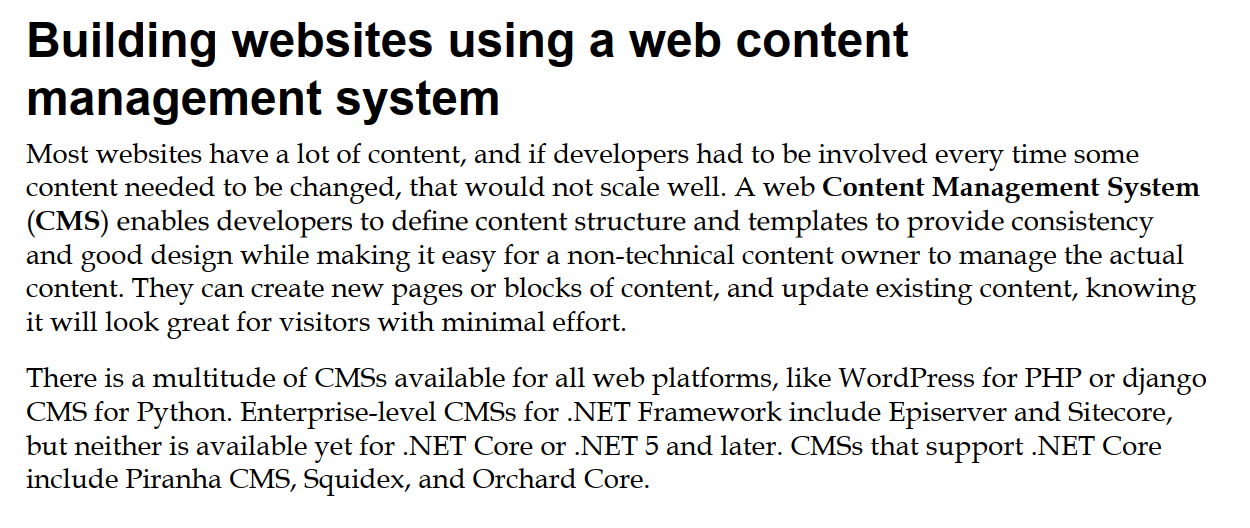 Building websites using a web content
management system
Most websites have a lot of content, and if developers had to be involved every time some
content needed to be changed, that would not scale well. A web Content Management System
(CMS) enables developers to define content structure and templates to provide consistency
and good design while making it easy for a non-technical content owner to manage the actual
content. They can create new pages or blocks of content, and update existing content, knowing
it will look great for visitors with minimal effort.
There is a multitude of CMSs available for all web platforms, like WordPress for PHP or django
CMS for Python. Enterprise-level CMSs for .NET Framework include Episerver and Sitecore,
but neither is available yet for .NET Core or .NET 5 and later. CMSs that support .NET Core
include Piranha CMS, Squidex, and Orchard Core.